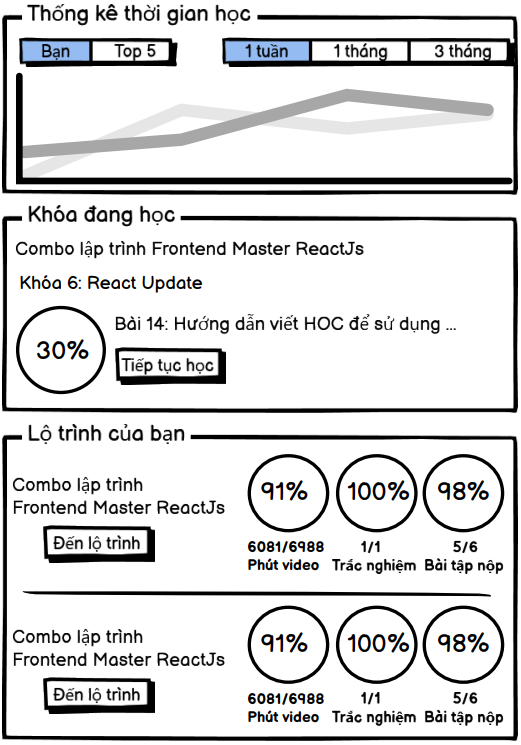 Thống kê thời gian học
Bạn Top 5 1 tuần 1 tháng 3 tháng
Khóa đang học
Combo lập trình Frontend Master ReactJs
Khóa 6: React Update
30%
Bài 14: Hướng dẫn viết HOC để sử dụng ...
Tiếp tục học
Lộ trình của bạn
Combo lập trình
Frontend Master ReactJs
Đến lộ trình
91% 100% 98%
6081/6988 1/1 5/6
Phút video Trắc nghiệm Bài tập nộp
Combo lập trình
Frontend Master ReactJs
Đến lộ trình
91% 100% 98%
6081/6988 1/1 5/6
Phút video Trắc nghiệm Bài tập nộp